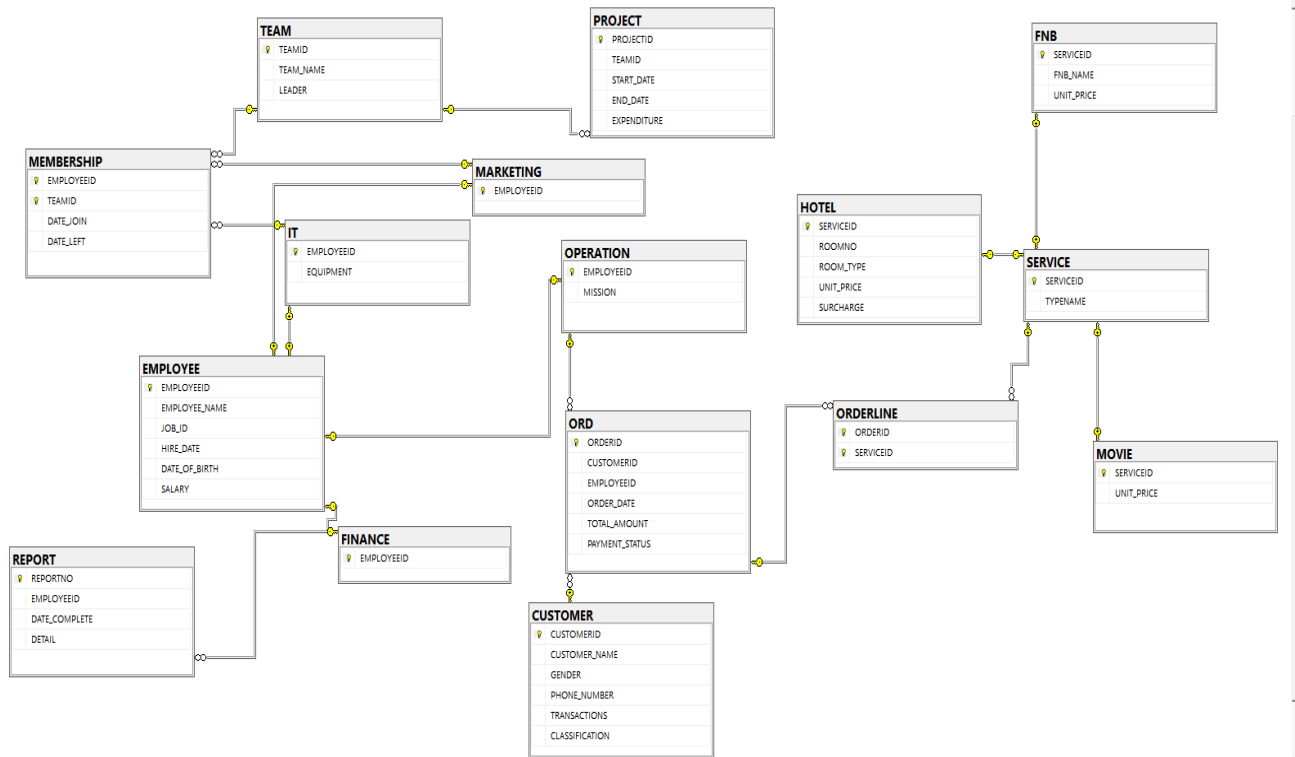 TEAM
TEAMID
TEAM_NAME
LEADER
PROJECT
PROJECTID
TEAMID
START_DATE
END_DATE
EXPENDITURE
FNB
SERVICEID
FNB_NAME
UNIT_PRICE
MEMBERSHIP
EMPLOYEEID
TEAMID
DATE_JOIN
DATE_LEFT
MARKETING
EMPLOYEEID
IT
EMPLOYEEID
EQUIPMENT
OPERATION
EMPLOYEEID
MISSION
HOTEL
SERVICEID
ROOMNO
ROOM_TYPE
UNIT_PRICE
SURCHARGE
SERVICE
SERVICEID
TYPENAME
EMPLOYEE
EMPLOYEEID
EMPLOYEE_NAME
JOB_ID
HIRE_DATE
DATE_OF_BIRTH
SALARY
ORD
ORDERID
CUSTOMERID
EMPLOYEEID
ORDER_DATE
TOTAL_AMOUNT
PAYMENT_STATUS
ORDERLINE
ORDERID
SERVICEID
MOVIE
SERVICEID
UNIT_PRICE
FINANCE
EMPLOYEEID
REPORT
REPORTNO
EMPLOYEEID
DATE_COMPLETE
DETAIL
CUSTOMER
CUSTOMERID
CUSTOMER_NAME
GENDER
PHONE_NUMBER
TRANSACTIONS
CLASSIFICATION